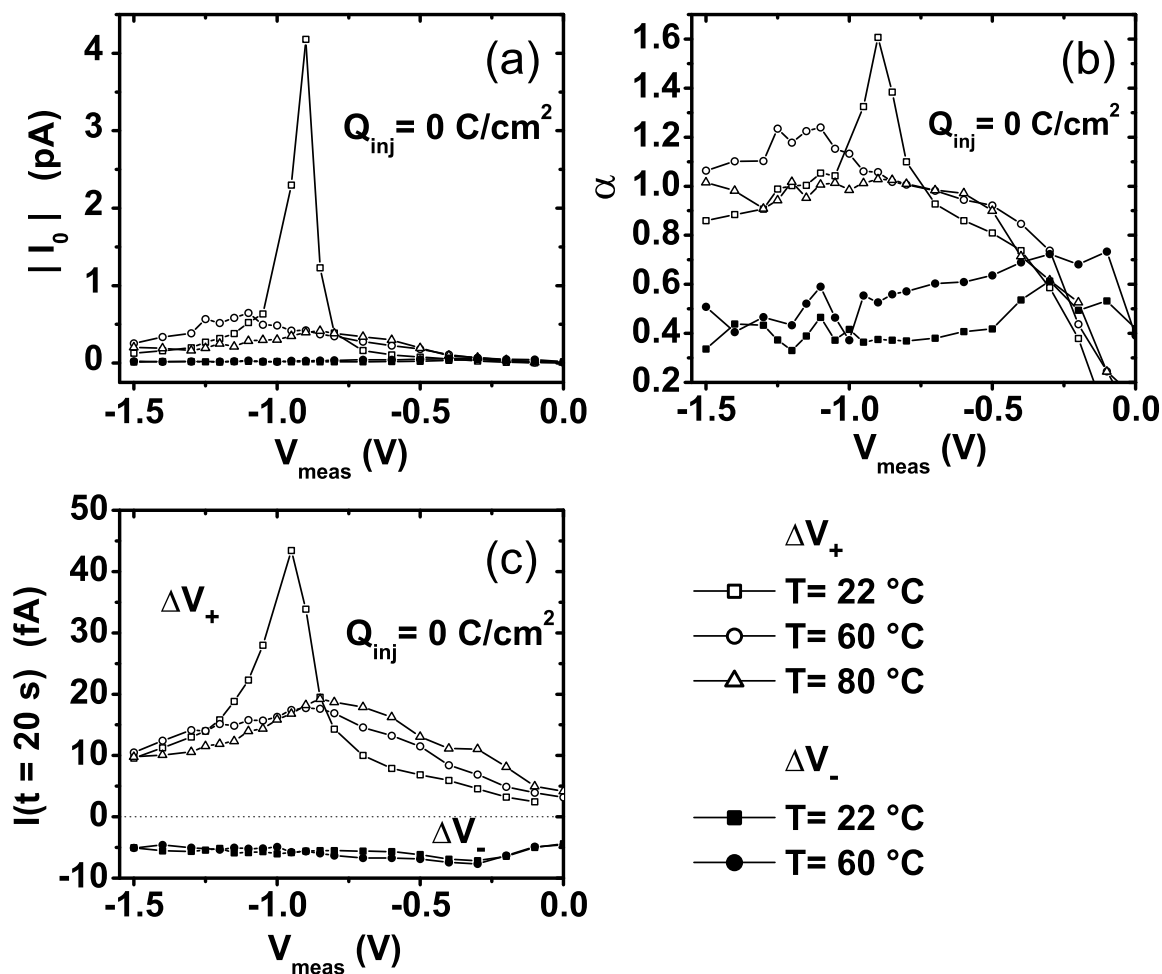 (a)
Q_inj = 0 C/cm²
| I₀ | (pA)
4
3
2
1
0
-1.5 -1.0 -0.5 0.0
V_meas (V)
(b)
Q_inj = 0 C/cm²
α
1.6
1.4
1.2
1.0
0.8
0.6
0.4
0.2
-1.5 -1.0 -0.5 0.0
V_meas (V)
(c)
ΔV₊
Q_inj = 0 C/cm²
I(t = 20 s) (fA)
50
40
30
20
10
0
-10
ΔV₋
-1.5 -1.0 -0.5 0.0
V_meas (V)
ΔV₊
T= 22 °C
T= 60 °C
T= 80 °C
ΔV₋
T= 22 °C
T= 60 °C